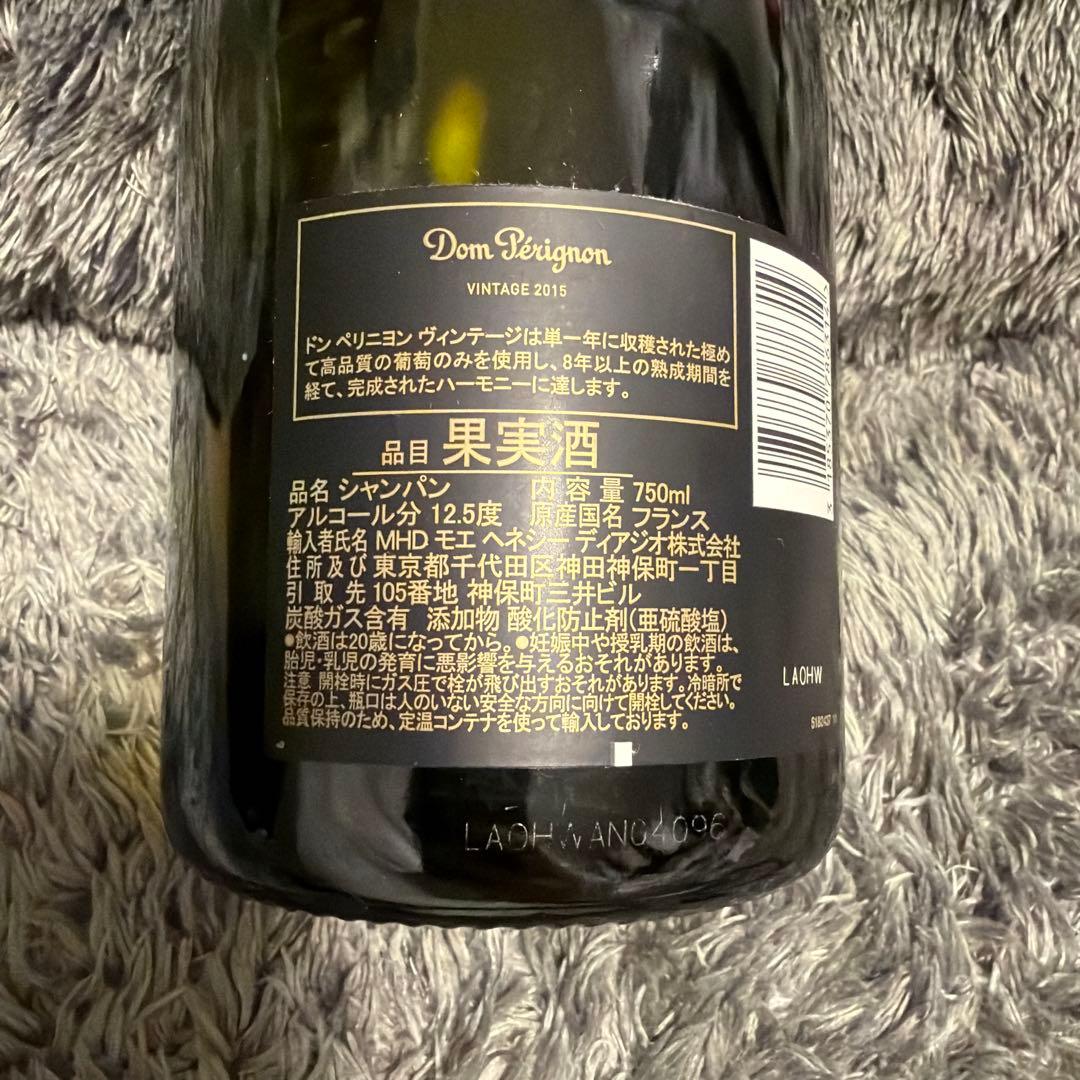 Dom Pérignon
VINTAGE 2015
ドン ペリニヨン ヴィンテージは単一年に収穫された極め
て高品質の葡萄のみを使用し、8年以上の熟成期間を
経て、完成されたハーモニーに達します。
品目 果実酒
品名 シャンパン 内容量 750ml
アルコール分 12.5度 原産国名 フランス
輸入者氏名 MHD モエ ヘネシー ディアジオ株式会社
住所及び 東京都千代田区神田神保町一丁目
引取先 105番地 神保町三井ビル
炭酸ガス含有 添加物 酸化防止剤(亜硫酸塩)
●飲酒は20歳になってから。●妊娠中や授乳期の飲酒は、
胎児・乳児の発育に悪影響を与えるおそれがあります。
注意 開栓時にガス圧で栓が飛び出すおそれがあります。冷暗所で
保存の上、瓶口は人のいない安全な方向に向けて開栓してください。
品質保持のため、定温コンテナを使って輸入しております。
LAOHW
LAOHWANO4096